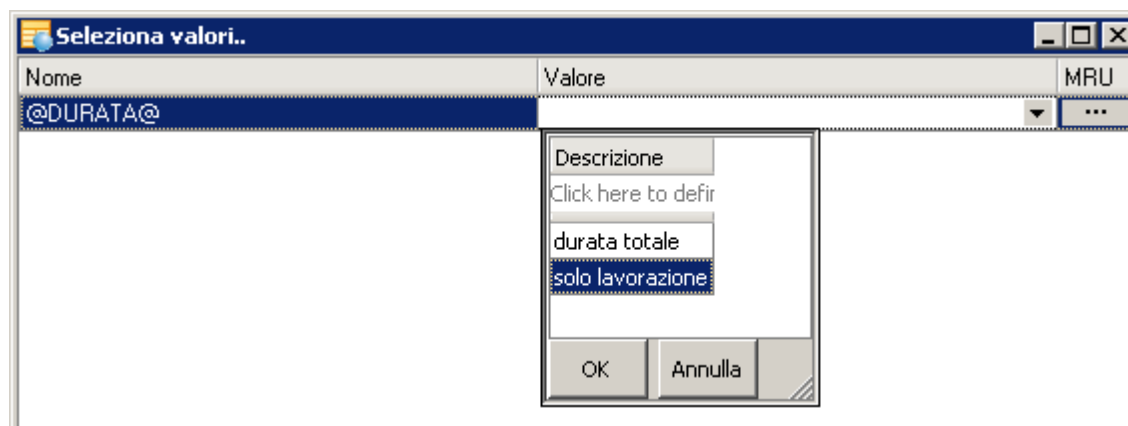 Seleziona valori..
Nome Valore MRU
@DURATA@ ...
Descrizione
Click here to defir
durata totale
solo lavorazione
OK Annulla